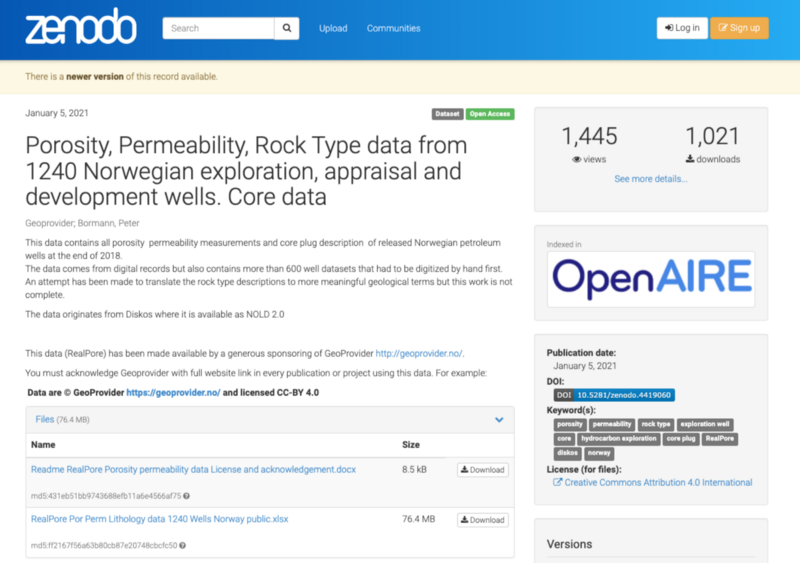 zenodo
Search
Upload
Communities
Log in
Sign up
There is a newer version of this record available.
January 5, 2021
Dataset
Open Access
Porosity, Permeability, Rock Type data from
1240 Norwegian exploration, appraisal and
development wells. Core data
Geoprovider; Bormann, Peter
This data contains all porosity permeability measurements and core plug description of released Norwegian petroleum
wells at the end of 2018.
The data comes from digital records but also contains more than 600 well datasets that had to be digitized by hand first.
An attempt has been made to translate the rock type descriptions to more meaningful geological terms but this work is not
complete.
The data originates from Diskos where it is available as NOLD 2.0
This data (RealPore) has been made available by a generous sponsoring of GeoProvider http://geoprovider.no/.
You must acknowledge Geoprovider with full website link in every publication or project using this data. For example:
Data are © GeoProvider https://geoprovider.no/ and licensed CC-BY 4.0
Files (76.4 MB)
Name
Size
Readme RealPore Porosity permeability data License and acknowledgement.docx
8.5 kB
Download
md5:431eb51bb9743688efb11a6e4566af75
RealPore Por Perm Lithology data 1240 Wells Norway public.xlsx
76.4 MB
Download
md5:ff2167f56a63b80cb87e20748cbcfc50
1,445
views
1,021
downloads
See more details...
Indexed in
OpenAIRE
Publication date:
January 5, 2021
DOI:
DOI 10.5281/zenodo.4419060
Keyword(s):
porosity permeability rock type exploration well
core hydrocarbon exploration core plug RealPore
diskos norway
License (for files):
Creative Commons Attribution 4.0 International
Versions